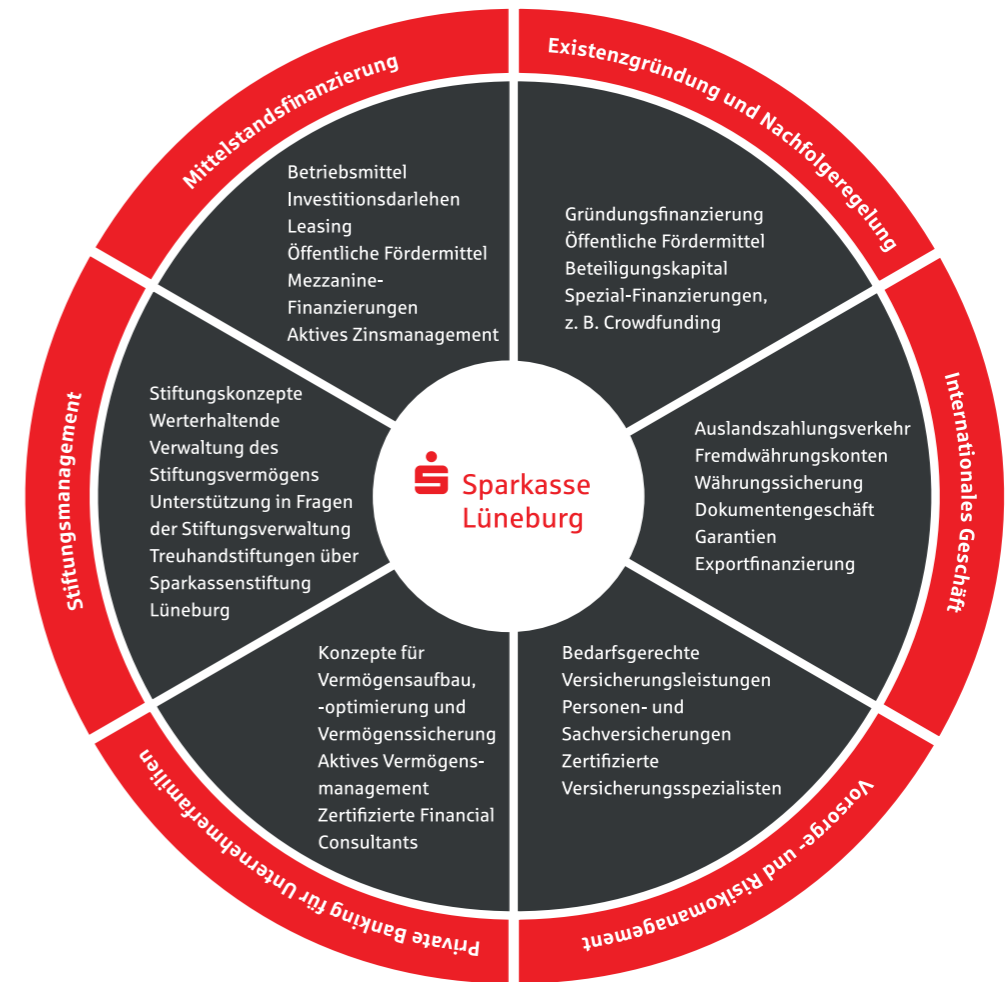 Mittelstandsfinanzierung
Betriebsmittel
Investitionsdarlehen
Leasing
Öffentliche Fördermittel
Mezzanine-
Finanzierungen
Aktives Zinsmanagement
Existenzgründung und Nachfolgeregelung
Gründungsfinanzierung
Öffentliche Fördermittel
Beteiligungskapital
Spezial-Finanzierungen,
z. B. Crowdfunding
Internationales Geschäft
Auslandszahlungsverkehr
Fremdwährungskonten
Währungssicherung
Dokumentengeschäft
Garantien
Exportfinanzierung
Vorsorge- und Risikomanagement
Bedarfsgerechte
Versicherungsleistungen
Personen- und
Sachversicherungen
Zertifizierte
Versicherungsspezialisten
Private Banking für Unternehmerfamilien
Konzepte für
Vermögensaufbau,
-optimierung und
Vermögenssicherung
Aktives Vermögens-
management
Zertifizierte Financial
Consultants
Stiftungsmanagement
Stiftungskonzepte
Werterhaltende
Verwaltung des
Stiftungsvermögens
Unterstützung in Fragen
der Stiftungsverwaltung
Treuhandstiftungen über
Sparkassenstiftung
Lüneburg
Sparkasse
Lüneburg